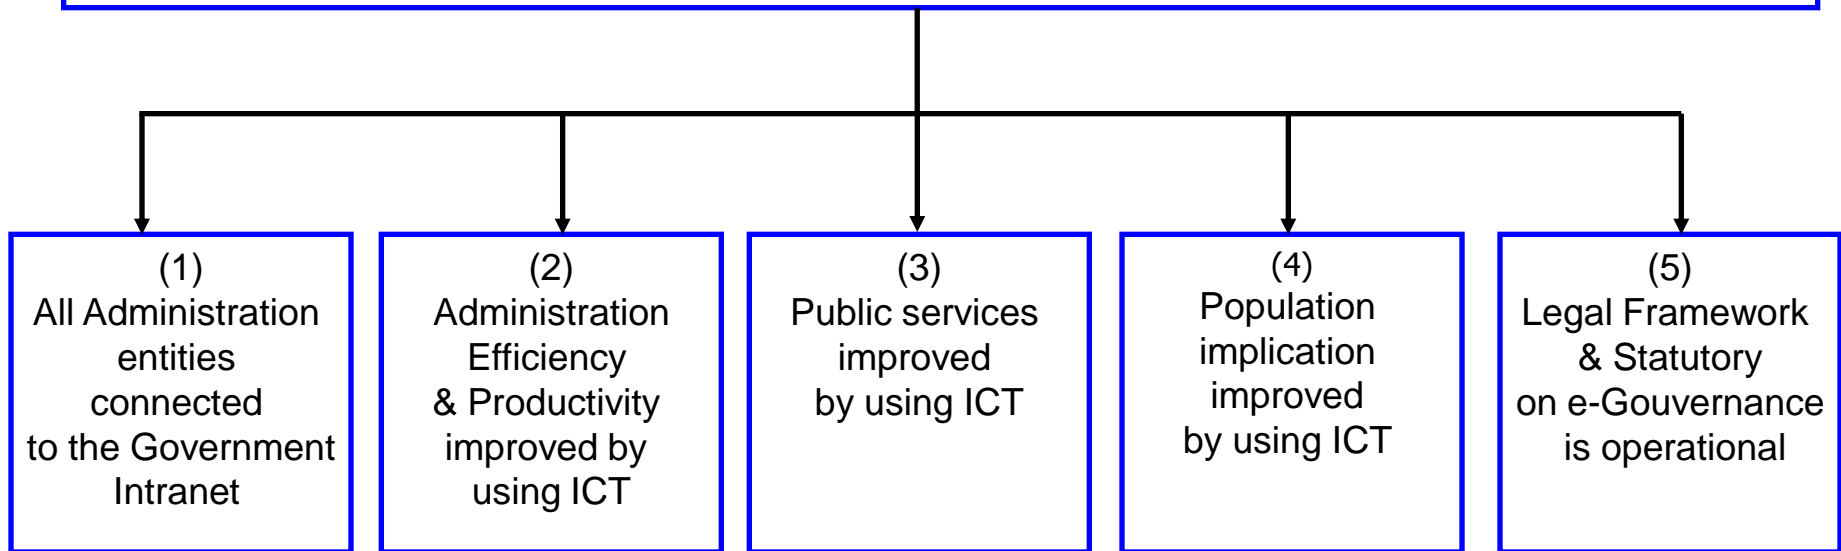 (1)
All Administration
entities
connected
to the Government
Intranet
(2)
Administration
Efficiency
& Productivity
improved by
using ICT
(3)
Public services
improved
by using ICT
(4)
Population
implication
improved
by using ICT
(5)
Legal Framework
& Statutory
on e-Gouvernance
is operational